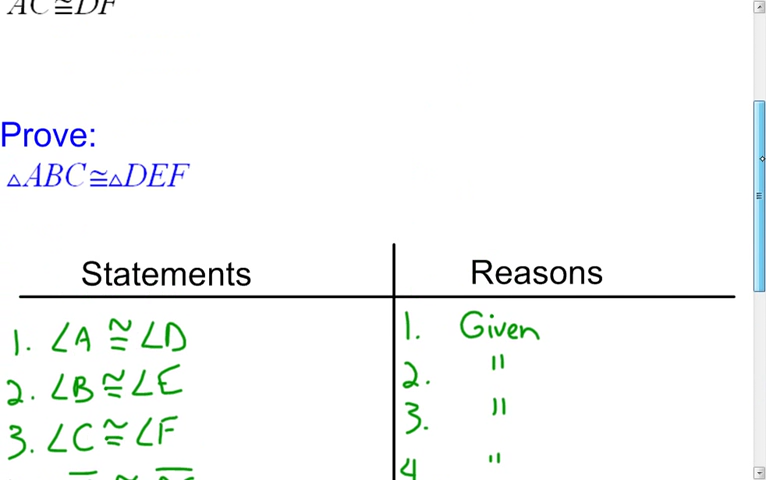 AC≅DF
Prove:
△ABC≅△DEF
Statements Reasons
1. ∠A ≅ ∠D 1. Given
2. ∠B ≅ ∠E 2. "
3. ∠C ≅ ∠F 3. "
4 "